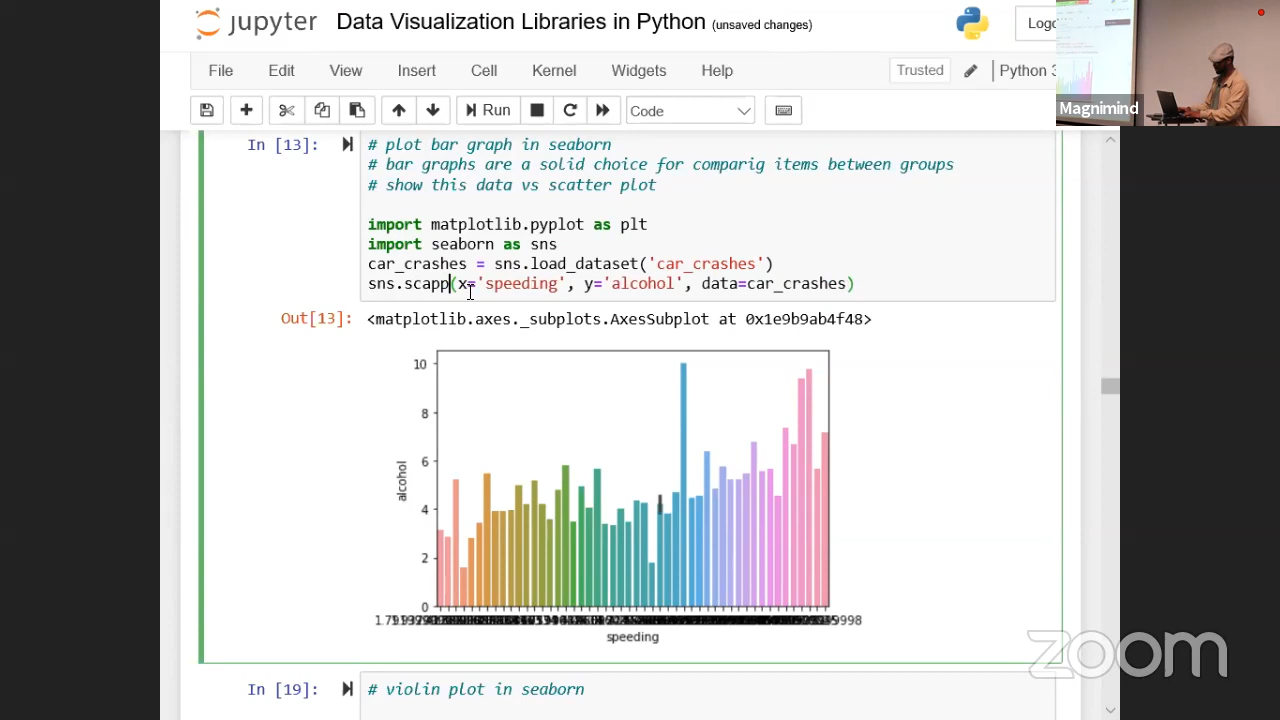 jupyter Data Visualization Libraries in Python (unsaved changes)
File Edit View Insert Cell Kernel Widgets Help Trusted Python 3
Run Code
Magnimind
In [13]: # plot bar graph in seaborn
# bar graphs are a solid choice for comparig items between groups
# show this data vs scatter plot
import matplotlib.pyplot as plt
import seaborn as sns
car_crashes = sns.load_dataset('car_crashes')
sns.scapp(x='speeding', y='alcohol', data=car_crashes)
Out[13]: <matplotlib.axes._subplots.AxesSubplot at 0x1e9b9ab4f48>
10
8
6
alcohol
4
2
0
speeding
zoom
In [19]: # violin plot in seaborn